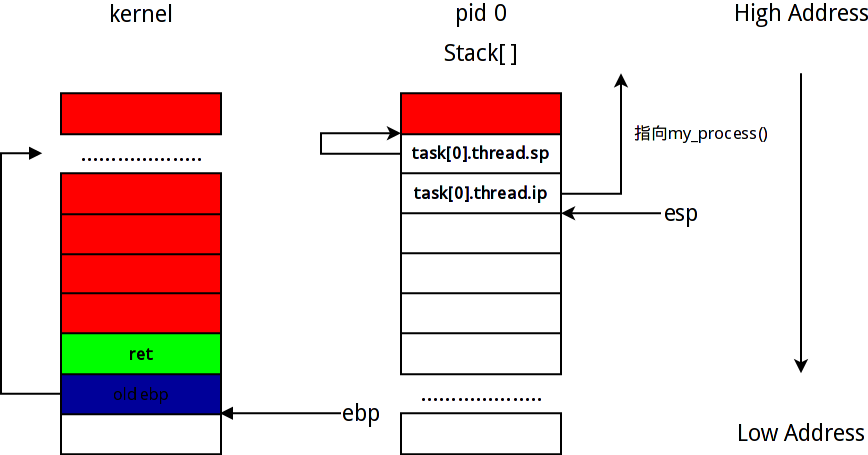 kernel
pid 0
High Address
Stack[ ]
task[0].thread.sp
指向my_process()
task[0].thread.ip
esp
ret
old ebp
ebp
Low Address